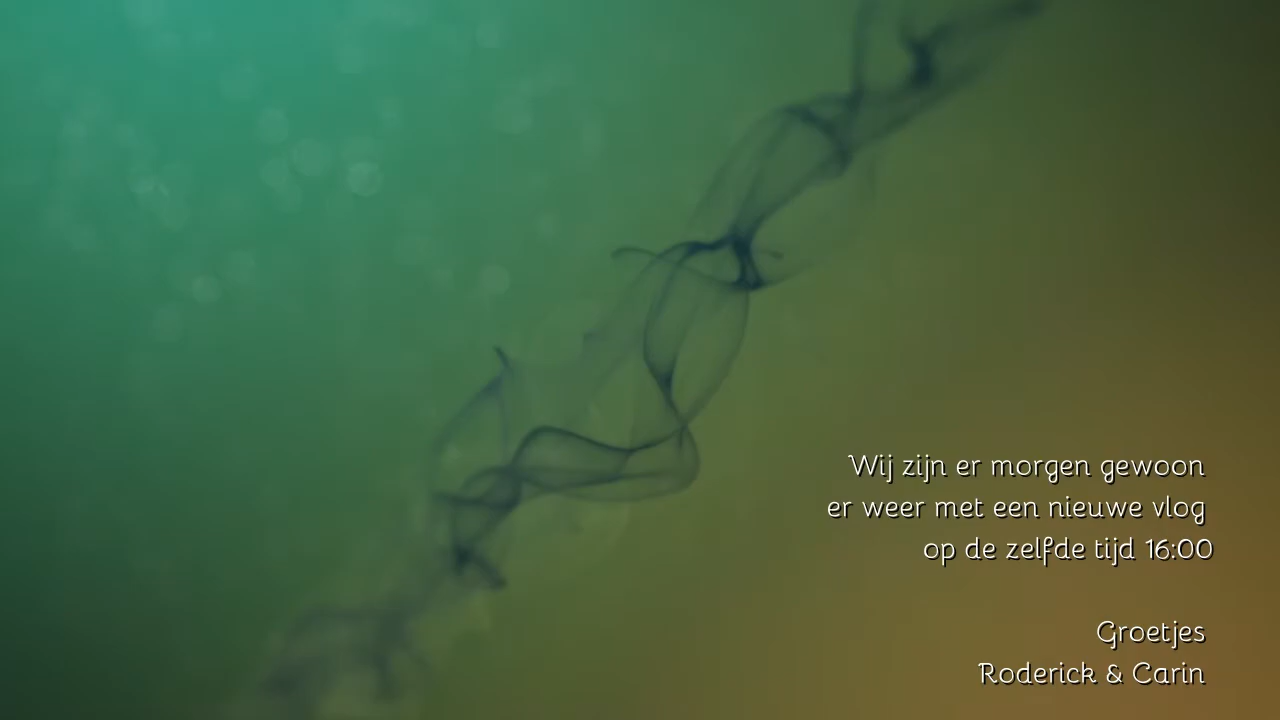 Wij zijn er morgen gewoon
er weer met een nieuwe vlog
op de zelfde tijd 16:00
Groetjes
Roderick & Carin